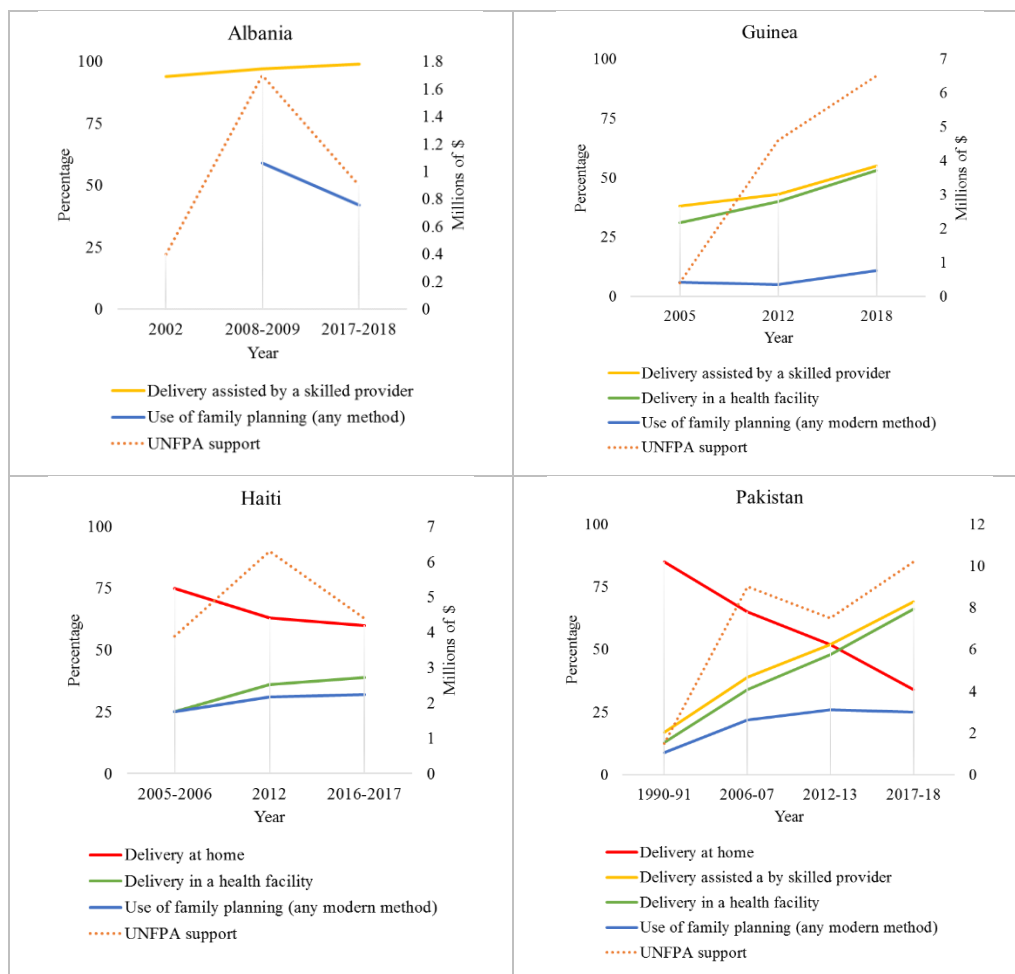 Albania
100
75
50
25
0
Percentage
1.8
1.6
1.4
1.2
1
0.8
0.6
0.4
0.2
0
Millions of $
2002 2008-2009 2017-2018
Year
Delivery assisted by a skilled provider
Use of family planning (any method)
UNFPA support
Guinea
100
75
50
25
0
Percentage
7
6
5
4
3
2
1
0
Millions of $
2005 2012 2018
Year
Delivery assisted by a skilled provider
Delivery in a health facility
Use of family planning (any modern method)
UNFPA support
Haiti
100
75
50
25
0
Percentage
7
6
5
4
3
2
1
0
Millions of $
2005-2006 2012 2016-2017
Year
Delivery at home
Delivery in a health facility
Use of family planning (any modern method)
UNFPA support
Pakistan
100
75
50
25
0
Percentage
12
10
8
6
4
2
0
1990-91 2006-07 2012-13 2017-18
Year
Delivery at home
Delivery assisted a by skilled provider
Delivery in a health facility
Use of family planning (any modern method)
UNFPA support